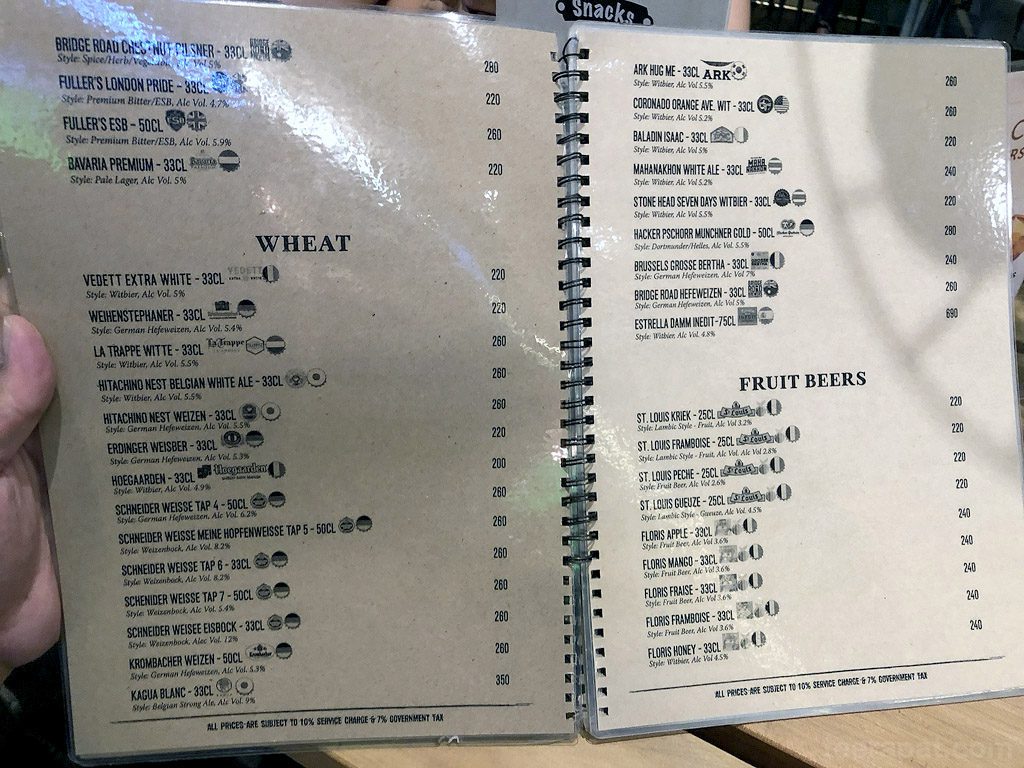 Snacks
BRIDGE ROAD CHESTNUT PILSNER - 33CL 280
Style: Spice/Herb/Vegetable, Alc Vol 5%
FULLER'S LONDON PRIDE - 33CL 220
Style: Premium Bitter/ESB, Alc Vol. 4.7%
FULLER'S ESB - 50CL 260
Style: Premium Bitter/ESB, Alc Vol. 5.9%
BAVARIA PREMIUM - 33CL Bavaria 220
Style: Pale Lager, Alc Vol. 5%
WHEAT
VEDETT EXTRA WHITE - 33CL VEDETT 220
Style: Witbier, Alc Vol. 5%
WEIHENSTEPHANER - 33CL 220
Style: German Hefeweizen, Alc Vol. 5.4%
LA TRAPPE WITTE - 33CL La Trappe 260
Style: Witbier, Alc Vol. 5.5%
HITACHINO NEST BELGIAN WHITE ALE - 33CL 260
Style: Witbier, Alc Vol. 5.5%
HITACHINO NEST WEIZEN - 33CL 260
Style: German Hefeweizen, Alc Vol. 5.5%
ERDINGER WEISBER - 33CL 220
Style: German Hefeweizen, Alc Vol. 5.3%
HOEGAARDEN - 33CL Hoegaarden 200
Style: Witbier, Alc Vol. 4.9%
SCHNEIDER WEISSE TAP 4 - 50CL 260
Style: German Hefeweizen, Alc Vol. 6.2%
SCHNEIDER WEISSE MEINE HOPFENWEISSE TAP 5 - 50CL 260
Style: Weizenbock, Alc Vol. 8.2%
SCHNEIDER WEISSE TAP 6 - 33CL 260
Style: Weizenbock, Alc Vol. 8.2%
SCHENIDER WEISSE TAP 7 - 50CL 260
Style: Weizenbock, Alc Vol. 5.4%
SCHNEIDER WEISEE EISBOCK - 33CL 260
Style: Weizenbock, Alec Vol. 12%
KROMBACHER WEIZEN - 50CL 260
Style: German Hefeweizen, Alc Vol. 5.3%
KAGUA BLANC - 33CL 350
Style: Belgian Strong Ale, Alc Vol. 9%
ALL PRICES ARE SUBJECT TO 10% SERVICE CHARGE & 7% GOVERNMENT TAX
ARK HUG ME - 33CL ARK 260
Style: Witbier, Alc Vol 5.5%
CORONADO ORANGE AVE. WIT - 33CL 260
Style: Witbier, Alc Vol 5.2%
BALADIN ISAAC - 33CL 220
Style: Witbier, Alc Vol 5%
MAHANAKHON WHITE ALE - 33CL 240
Style: Witbier, Alc Vol 5.2%
STONE HEAD SEVEN DAYS WITBIER - 33CL 220
Style: Witbier, Alc Vol 5.5%
HACKER PSCHORR MUNCHNER GOLD - 50CL 280
Style: Dortmunder/Helles, Alc Vol. 5.5%
BRUSSELS GROSSE BERTHA - 33CL 240
Style: German Hefeweizen, Alc Vol 7%
BRIDGE ROAD HEFEWEIZEN - 33CL 260
Style: German Hefeweizen, Alc Vol 5%
ESTRELLA DAMM INEDIT-75CL 690
Style: Witbier, Alc Vol. 4.8%
FRUIT BEERS
ST. LOUIS KRIEK - 25CL St Louis 220
Style: Lambic Style - Fruit, Alc Vol 3.2%
ST. LOUIS FRAMBOISE - 25CL St Louis 220
Style: Lambic Style - Fruit, Alc Vol. Alc Vol 2.8%
ST. LOUIS PECHE - 25CL St Louis 220
Style: Fruit Beer, Alc Vol 2.6%
ST. LOUIS GUEUZE - 25CL St Louis 220
Style: Lambic Style - Gueuze, Alc Vol. 4.5%
FLORIS APPLE - 33CL 240
Style: Fruit Beer, Alc Vol 3.6%
FLORIS MANGO - 33CL 240
Style: Fruit Beer, Alc Vol 3.6%
FLORIS FRAISE - 33CL 240
Style: Fruit Beer, Alc Vol 3.6%
FLORIS FRAMBOISE - 33CL 240
Style: Fruit Beer, Alc Vol 3.6%
FLORIS HONEY - 33CL 240
Style: Witbier, Alc Vol 4.5%
ALL PRICES ARE SUBJECT TO 10% SERVICE CHARGE & 7% GOVERNMENT TAX